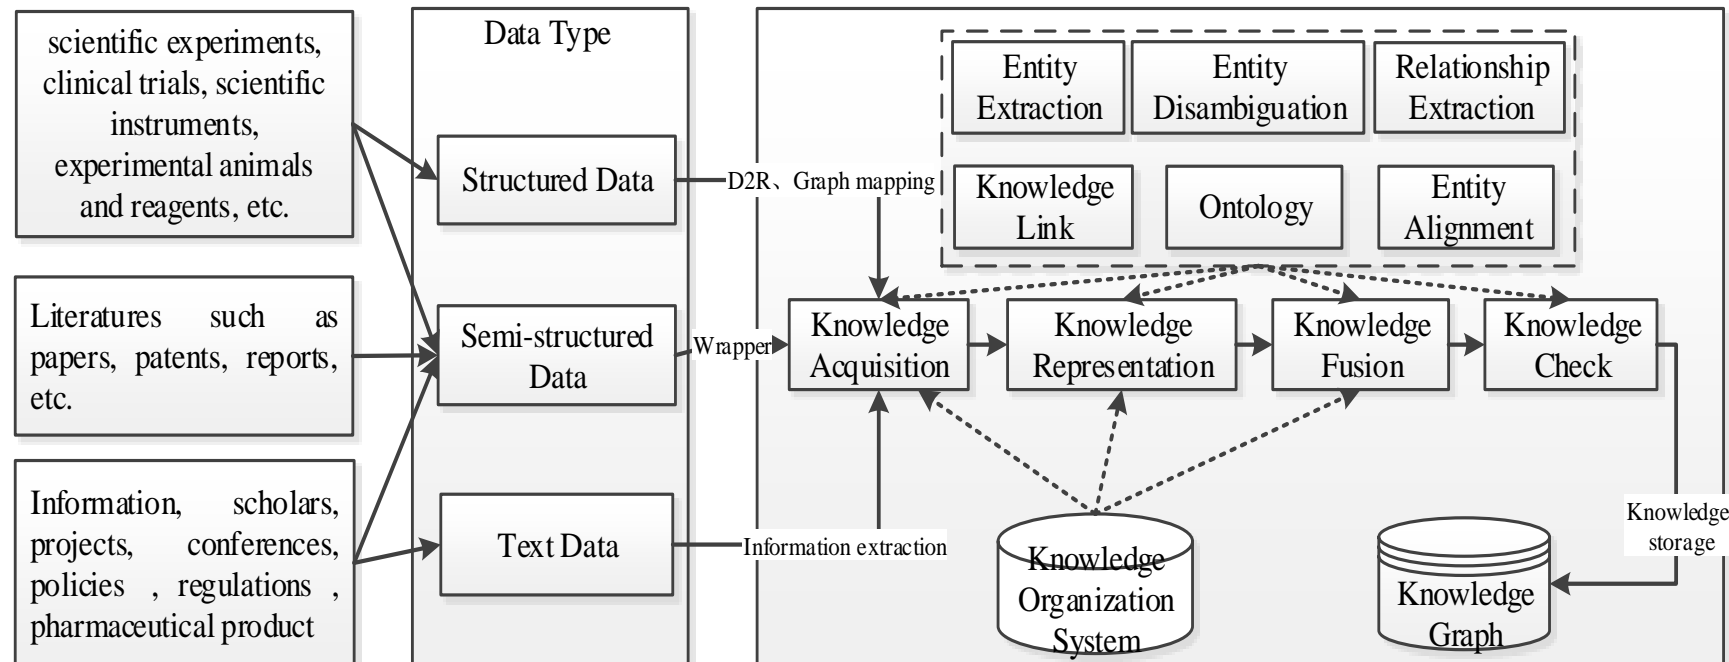 scientific experiments,
clinical trials, scientific
instruments,
experimental animals
and reagents, etc.
Literatures such as
papers, patents, reports,
etc.
Information, scholars,
projects, conferences,
policies , regulations ,
pharmaceutical product
Data Type
Structured Data
Semi-structured
Data
Text Data
D2R、Graph mapping
Wrapper
Information extraction
Entity
Extraction
Entity
Disambiguation
Relationship
Extraction
Knowledge
Link
Ontology
Entity
Alignment
Knowledge
Acquisition
Knowledge
Representation
Knowledge
Fusion
Knowledge
Check
Knowledge
Organization
System
Knowledge
storage
Knowledge
Graph